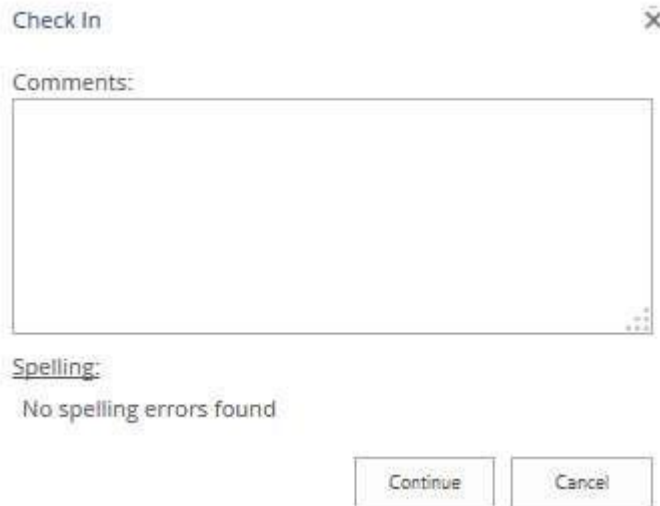 Check In
Comments:
Spelling:
No spelling errors found
Continue
Cancel